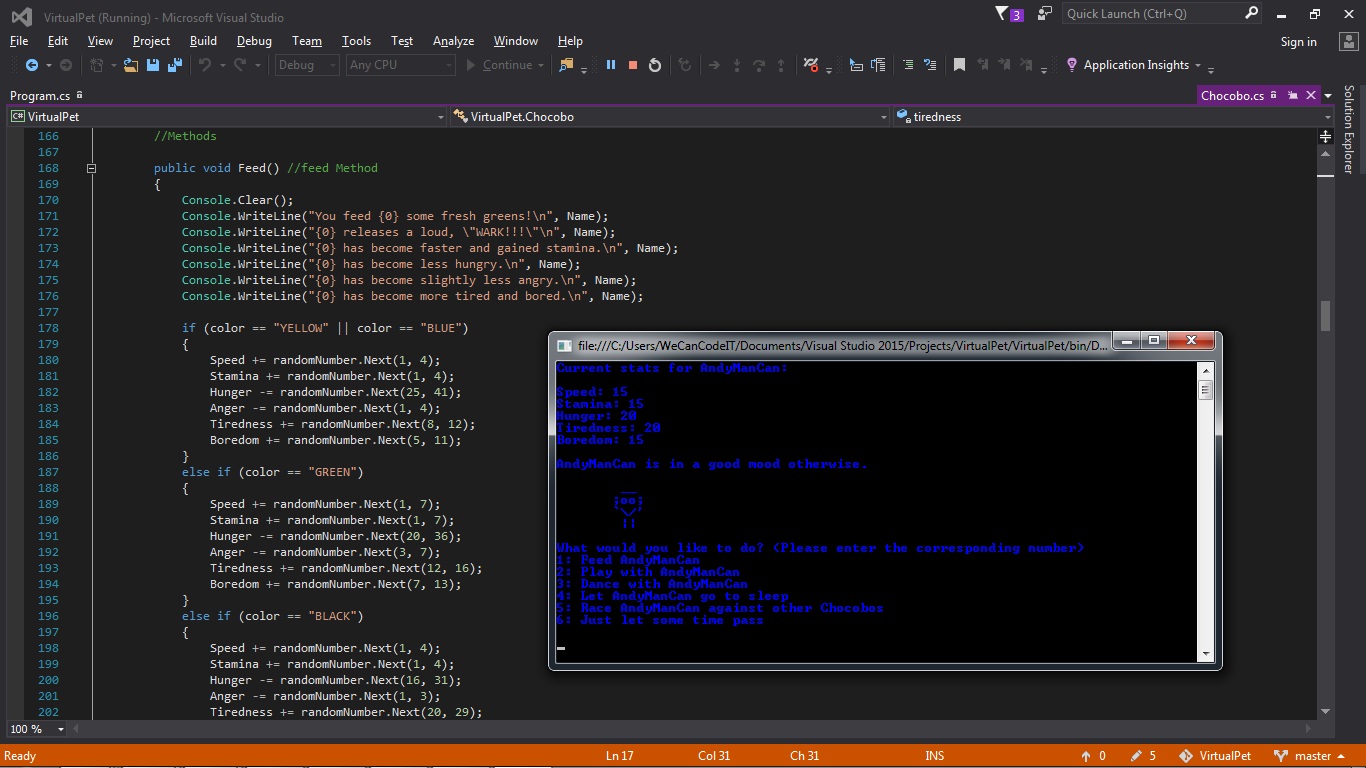 VirtualPet (Running) - Microsoft Visual Studio
3
Quick Launch (Ctrl+Q)
File Edit View Project Build Debug Team Tools Test Analyze Window Help
Sign in
Debug Any CPU Continue Application Insights
Program.cs
Chocobo.cs
Solution Explorer
C# VirtualPet
VirtualPet.Chocobo
tiredness
166 //Methods
167
168 public void Feed() //feed Method
169 {
170 Console.Clear();
171 Console.WriteLine("You feed {0} some fresh greens!\n", Name);
172 Console.WriteLine("{0} releases a loud, \"WARK!!!\"\n", Name);
173 Console.WriteLine("{0} has become faster and gained stamina.\n", Name);
174 Console.WriteLine("{0} has become less hungry.\n", Name);
175 Console.WriteLine("{0} has become slightly less angry.\n", Name);
176 Console.WriteLine("{0} has become more tired and bored.\n", Name);
177
178 if (color == "YELLOW" || color == "BLUE")
179 {
180 Speed += randomNumber.Next(1, 4);
181 Stamina += randomNumber.Next(1, 4);
182 Hunger -= randomNumber.Next(25, 41);
183 Anger -= randomNumber.Next(1, 4);
184 Tiredness += randomNumber.Next(8, 12);
185 Boredom += randomNumber.Next(5, 11);
186 }
187 else if (color == "GREEN")
188 {
189 Speed += randomNumber.Next(1, 7);
190 Stamina += randomNumber.Next(1, 7);
191 Hunger -= randomNumber.Next(20, 36);
192 Anger -= randomNumber.Next(3, 7);
193 Tiredness += randomNumber.Next(12, 16);
194 Boredom += randomNumber.Next(7, 13);
195 }
196 else if (color == "BLACK")
197 {
198 Speed += randomNumber.Next(1, 4);
199 Stamina += randomNumber.Next(1, 4);
200 Hunger -= randomNumber.Next(16, 31);
201 Anger -= randomNumber.Next(1, 3);
202 Tiredness += randomNumber.Next(20, 29);
file:///C:/Users/WeCanCodeIT/Documents/Visual Studio 2015/Projects/VirtualPet/VirtualPet/bin/D...
Current stats for AndyManCan:
Speed: 15
Stamina: 15
Hunger: 20
Tiredness: 20
Boredom: 15
AndyManCan is in a good mood otherwise.
What would you like to do? (Please enter the corresponding number)
1: Feed AndyManCan
2: Play with AndyManCan
3: Dance with AndyManCan
4: Let AndyManCan go to sleep
5: Race AndyManCan against other Chocobos
6: Just let some time pass
100 %
Ready Ln 17 Col 31 Ch 31 INS 0 5 VirtualPet master